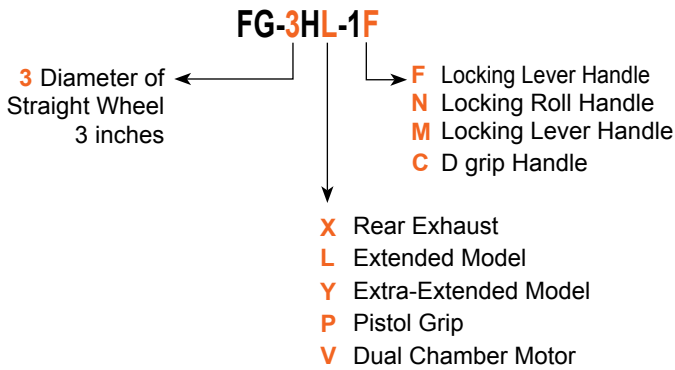 FG-3HL-1F
3 Diameter of
Straight Wheel
3 inches
F Locking Lever Handle
N Locking Roll Handle
M Locking Lever Handle
C D grip Handle
X Rear Exhaust
L Extended Model
Y Extra-Extended Model
P Pistol Grip
V Dual Chamber Motor